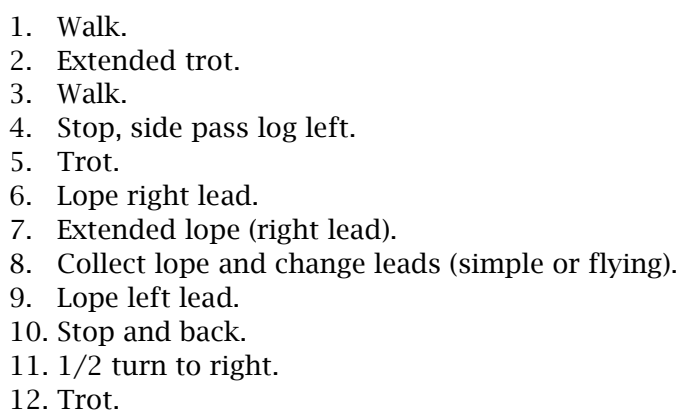 1. Walk.
2. Extended trot.
3. Walk.
4. Stop, side pass log left.
5. Trot.
6. Lope right lead.
7. Extended lope (right lead).
8. Collect lope and change leads (simple or flying).
9. Lope left lead.
10. Stop and back.
11. 1/2 turn to right.
12. Trot.